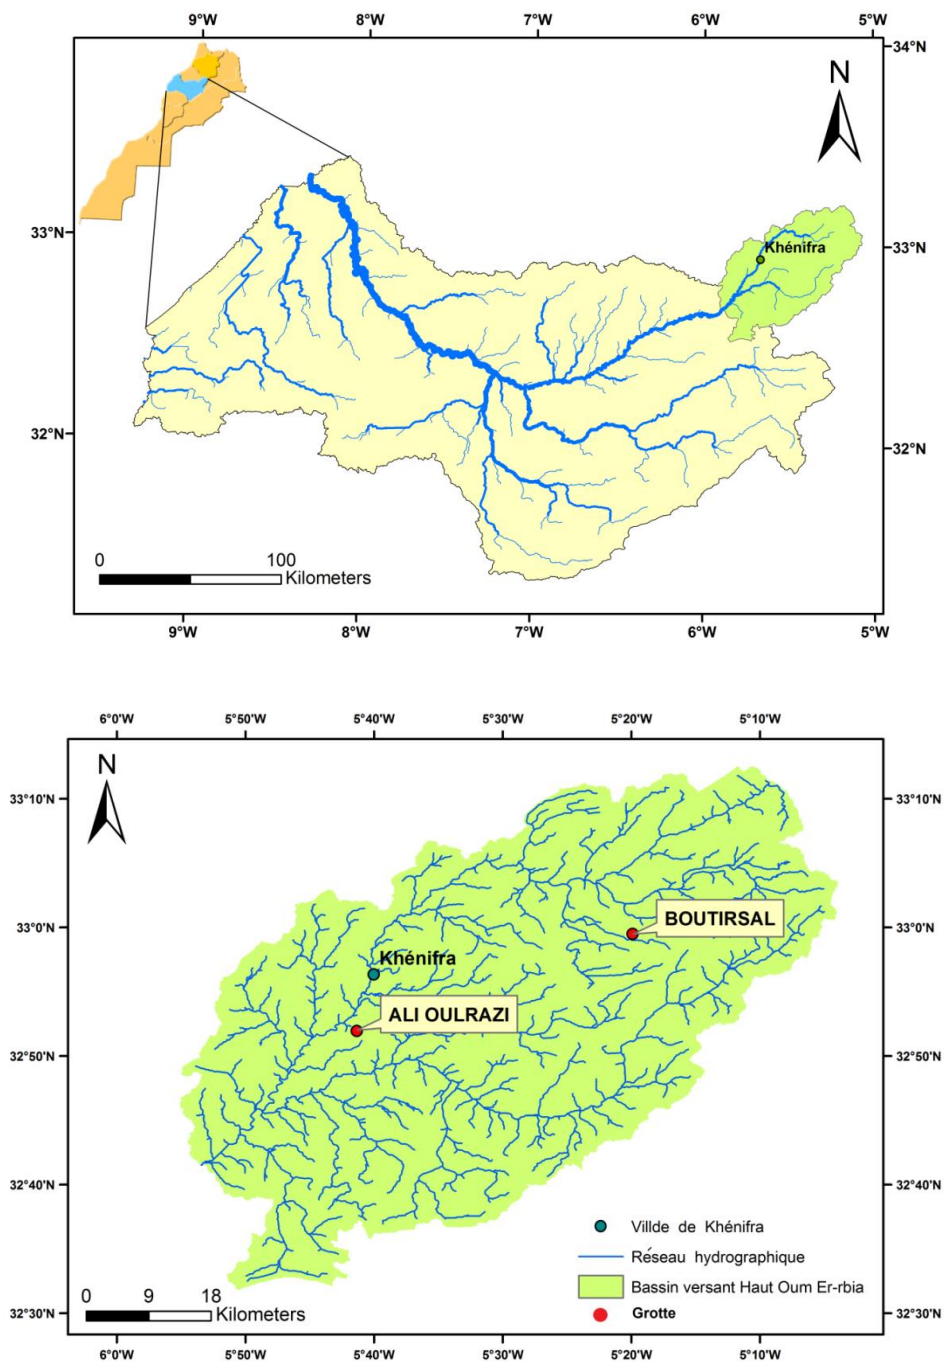 9°W 8°W 7°W 6°W 5°W
34°N
N
33°N 33°N
Khénifra
32°N 32°N
0 100
Kilometers
9°W 8°W 7°W 6°W 5°W
6°0'W 5°50'W 5°40'W 5°30'W 5°20'W 5°10'W
N
33°10'N 33°10'N
BOUTIRSAL
33°0'N 33°0'N
Khénifra
ALI OULRAZI
32°50'N 32°50'N
32°40'N 32°40'N
Villde de Khénifra
Réseau hydrographique
Bassin versant Haut Oum Er-rbia
Grotte
0 9 18
Kilometers
32°30'N 32°30'N
6°0'W 5°50'W 5°40'W 5°30'W 5°20'W 5°10'W